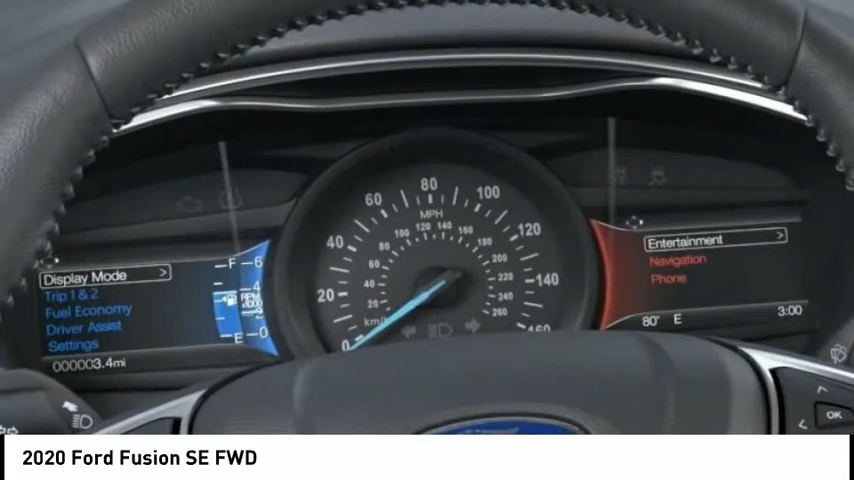 60 80 100
MPH
40 120
100 120 140 160
80 180
60 200
40 220
20 240
km/h 260
20 140
0 160
Display Mode >
Trip 1 & 2
Fuel Economy
Driver Assist
Settings
000003.4mi
F 6
4
RPM
x1000
2
E 0
Entertainment >
Navigation
Phone
80° E 3:00
OK
2020 Ford Fusion SE FWD